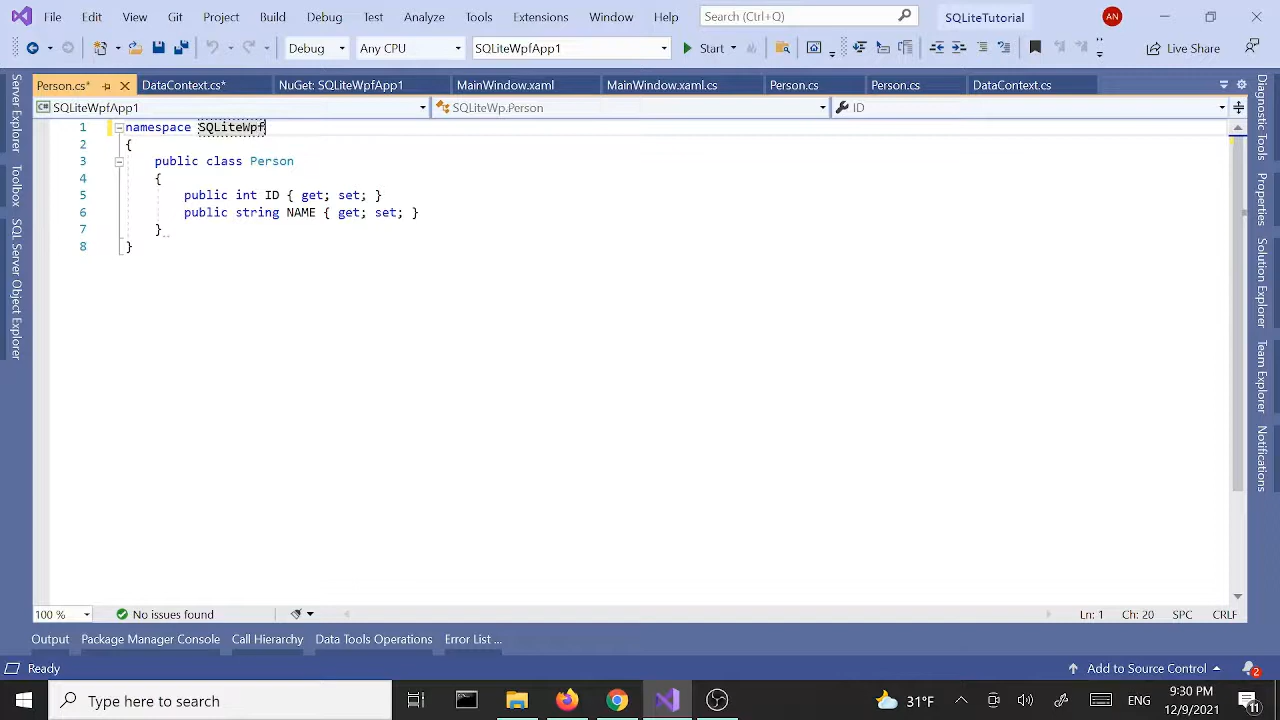 File Edit View Git Project Build Debug Test Analyze Tools Extensions Window Help Search (Ctrl+Q) SQLiteTutorial AN
Debug Any CPU SQLiteWpfApp1 Start Live Share
Person.cs* DataContext.cs* NuGet: SQLiteWpfApp1 MainWindow.xaml MainWindow.xaml.cs Person.cs Person.cs DataContext.cs
C# SQLiteWpfApp1 SQLiteWp.Person ID
Server Explorer
Toolbox
SQL Server Object Explorer
1 namespace SQLiteWpf
2 {
3 public class Person
4 {
5 public int ID { get; set; }
6 public string NAME { get; set; }
7 }
8 }
Diagnostic Tools
Properties
Solution Explorer
Team Explorer
Notifications
100 % No issues found Ln: 1 Ch: 20 SPC CRLF
Output Package Manager Console Call Hierarchy Data Tools Operations Error List ...
Ready Add to Source Control 2
Type here to search 31°F ENG
12/9/2021 11